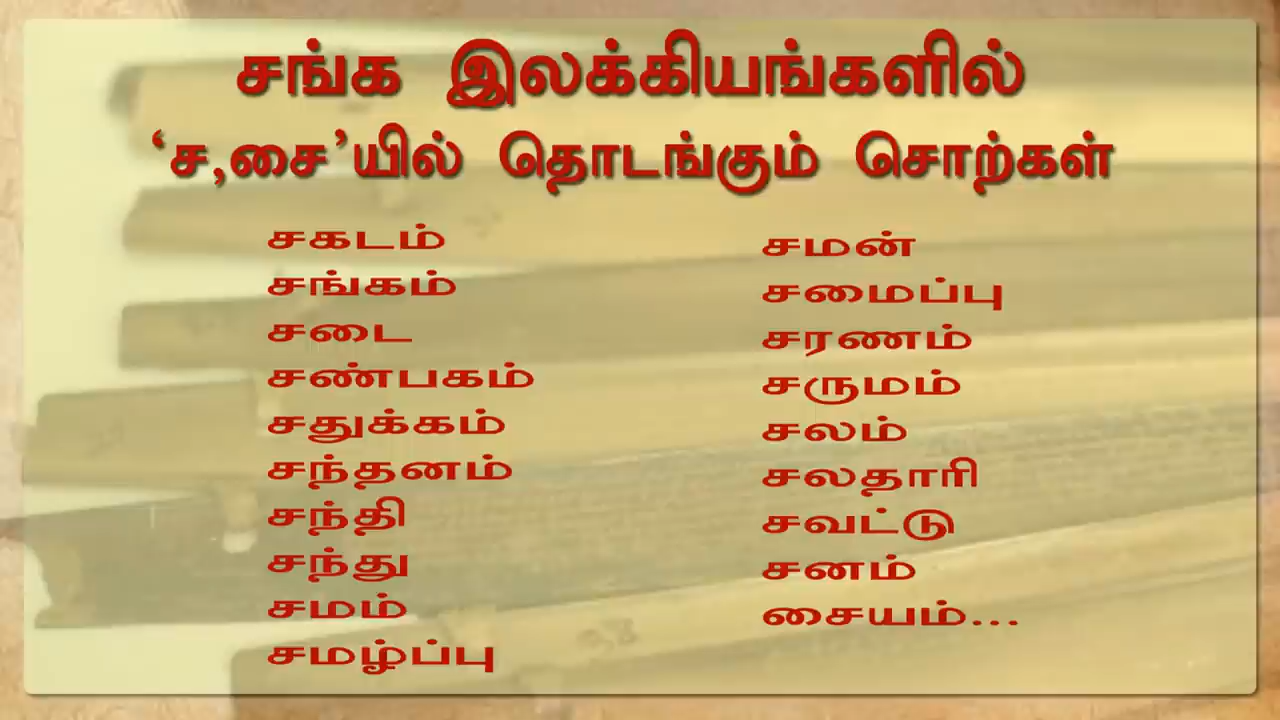 சங்க இலக்கியங்களில்
‘ச,சை’யில் தொடங்கும் சொற்கள்
சகடம்
சங்கம்
சடை
சண்பகம்
சதுக்கம்
சந்தனம்
சந்தி
சந்து
சமம்
சமழ்ப்பு
சமன்
சமைப்பு
சரணம்
சருமம்
சலம்
சலதாரி
சவட்டு
சனம்
சையம்...